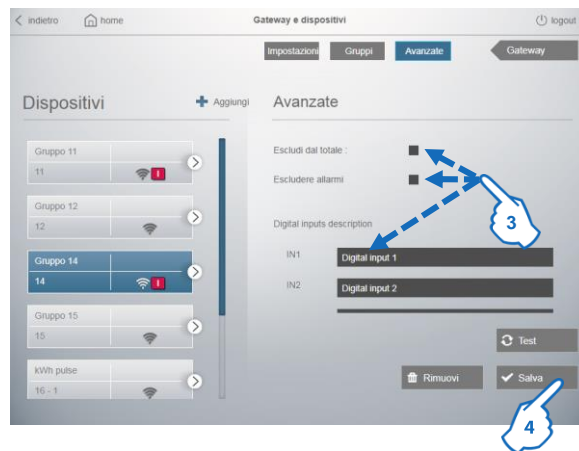 indietro
home
Gateway e dispositivi
logout
Impostazioni
Gruppi
Avanzate
Gateway
Dispositivi
Aggiungi
Avanzate
Gruppo 11
11
Gruppo 12
12
Gruppo 14
14
Gruppo 15
15
kWh pulse
16 - 1
Escludi dal totale :
Escludere allarmi
3
Digital inputs description
IN1
Digital input 1
IN2
Digital input 2
Test
Rimuovi
Salva
4